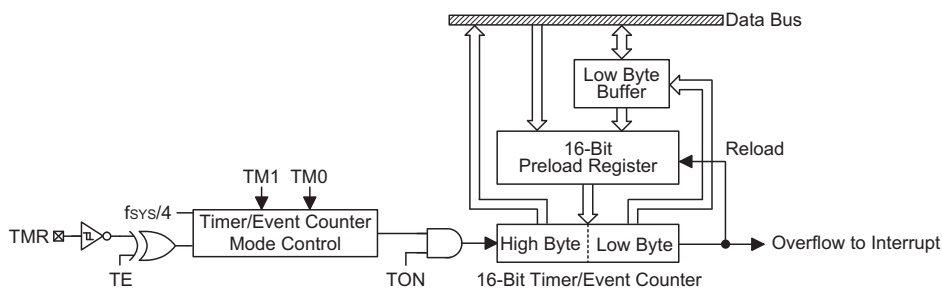 Data Bus
Low Byte
Buffer
16-Bit
Preload Register
Reload
TM1 TM0
fSYS/4
Timer/Event Counter
Mode Control
TMR
TE
TON
High Byte
Low Byte
Overflow to Interrupt
16-Bit Timer/Event Counter